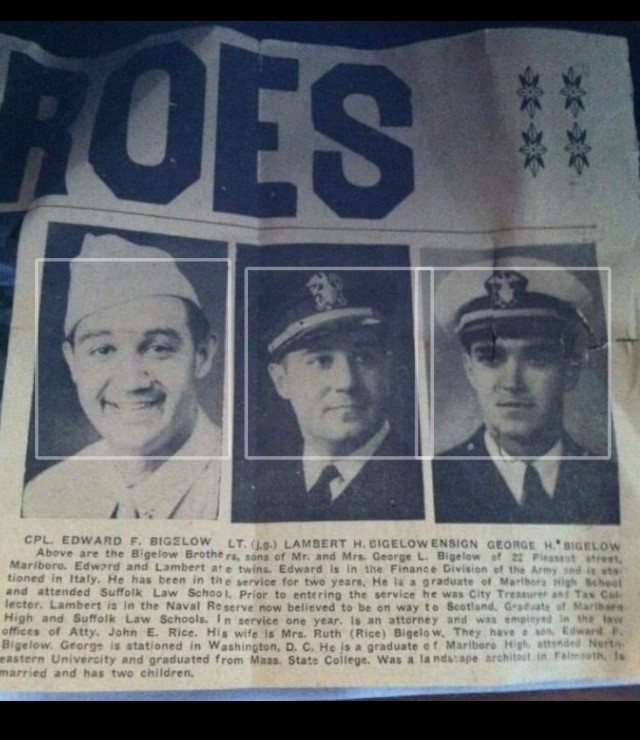 ROES
CPL. EDWARD F. BIGELOW LT. (j.g.) LAMBERT H. BIGELOW ENSIGN GEORGE H. BIGELOW
Above are the Bigelow Brothers, sons of Mr. and Mrs. George L. Bigelow of 22 Pleasant street,
Marlboro. Edward and Lambert are twins. Edward is in the Finance Division of the Army and is sta-
tioned in Italy. He has been in the service for two years. He is a graduate of Marlboro High School
and attended Suffolk Law School. Prior to entering the service he was City Treasurer and Tax Col-
lector. Lambert is in the Naval Reserve now believed to be on way to Scotland. Graduate of Marlboro
High and Suffolk Law Schools. In service one year. Is an attorney and was employed in the law
offices of Atty. John E. Rice. His wife is Mrs. Ruth (Rice) Bigelow. They have a son, Edward F.
Bigelow. George is stationed in Washington, D. C. He is a graduate of Marlboro High, attended North-
eastern Univercity and graduated from Mass. State College. Was a landscape architect in Falmouth. Is
married and has two children.